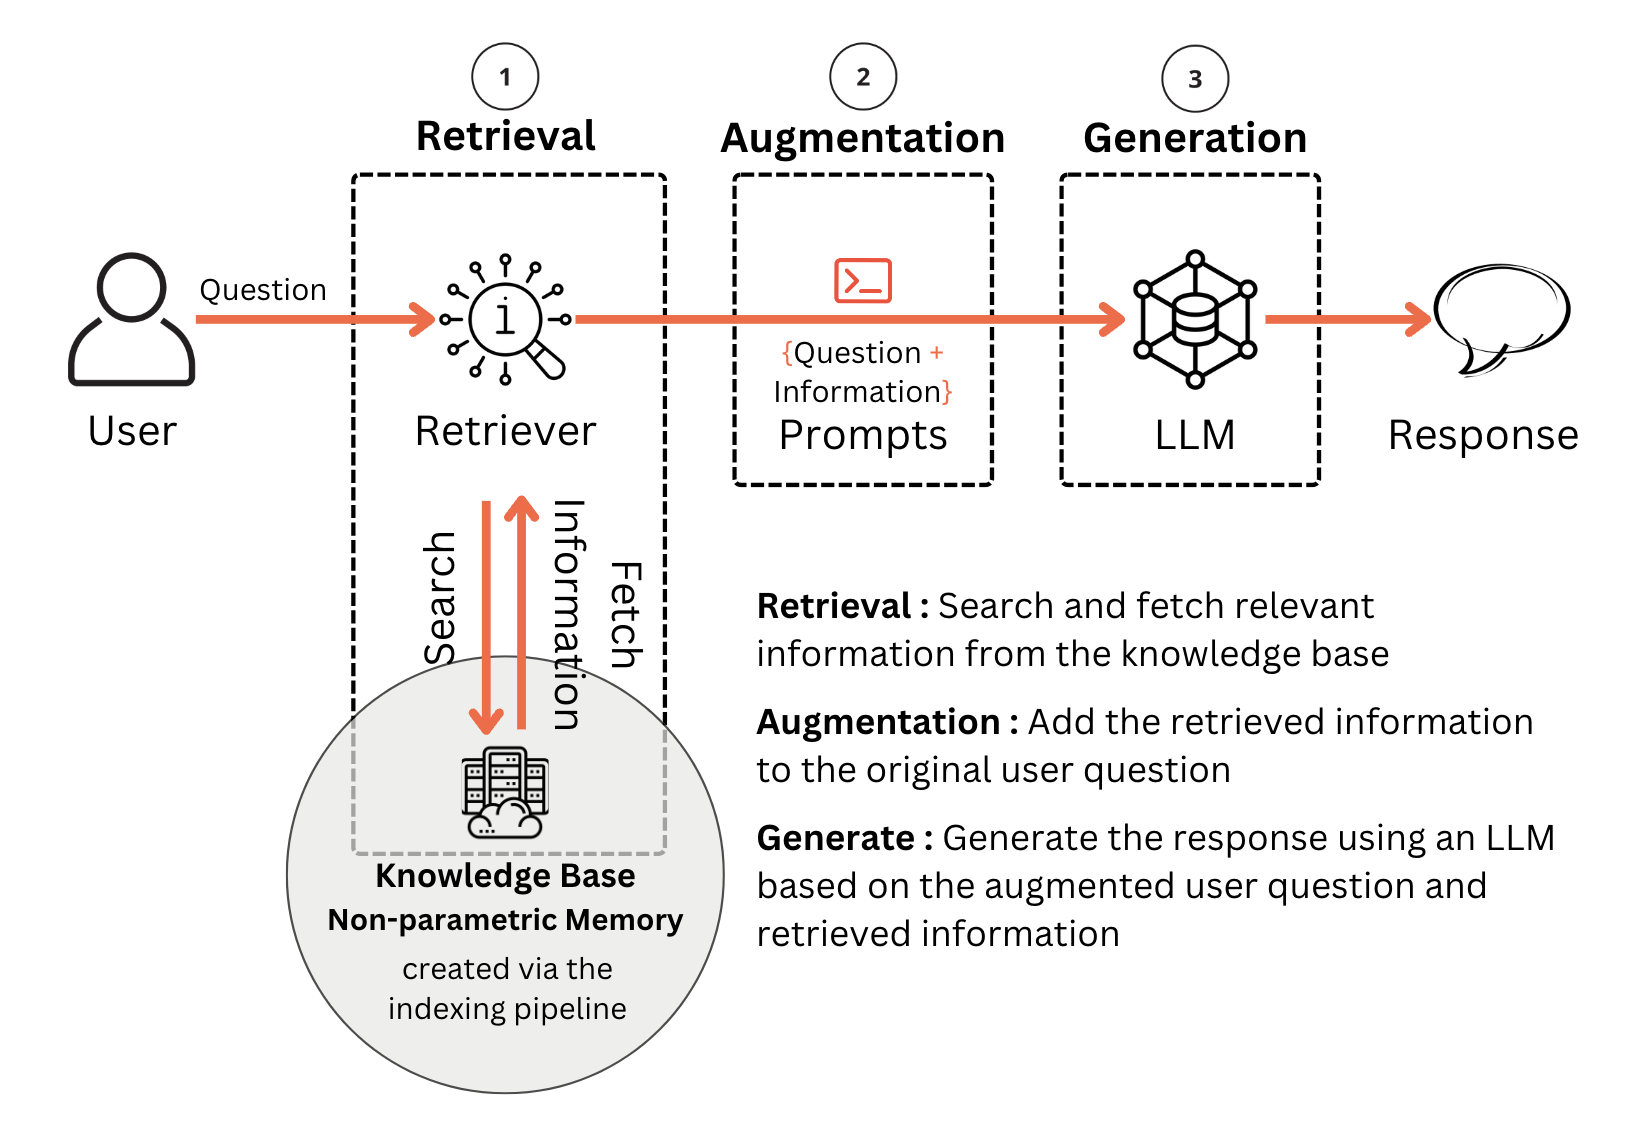 1
Retrieval
2
Augmentation
3
Generation
Question
i
{Question +
Information}
User
Retriever
Prompts
LLM
Response
Search
Fetch
Information
Knowledge Base
Non-parametric Memory
created via the
indexing pipeline
Retrieval : Search and fetch relevant
information from the knowledge base
Augmentation : Add the retrieved information
to the original user question
Generate : Generate the response using an LLM
based on the augmented user question and
retrieved information